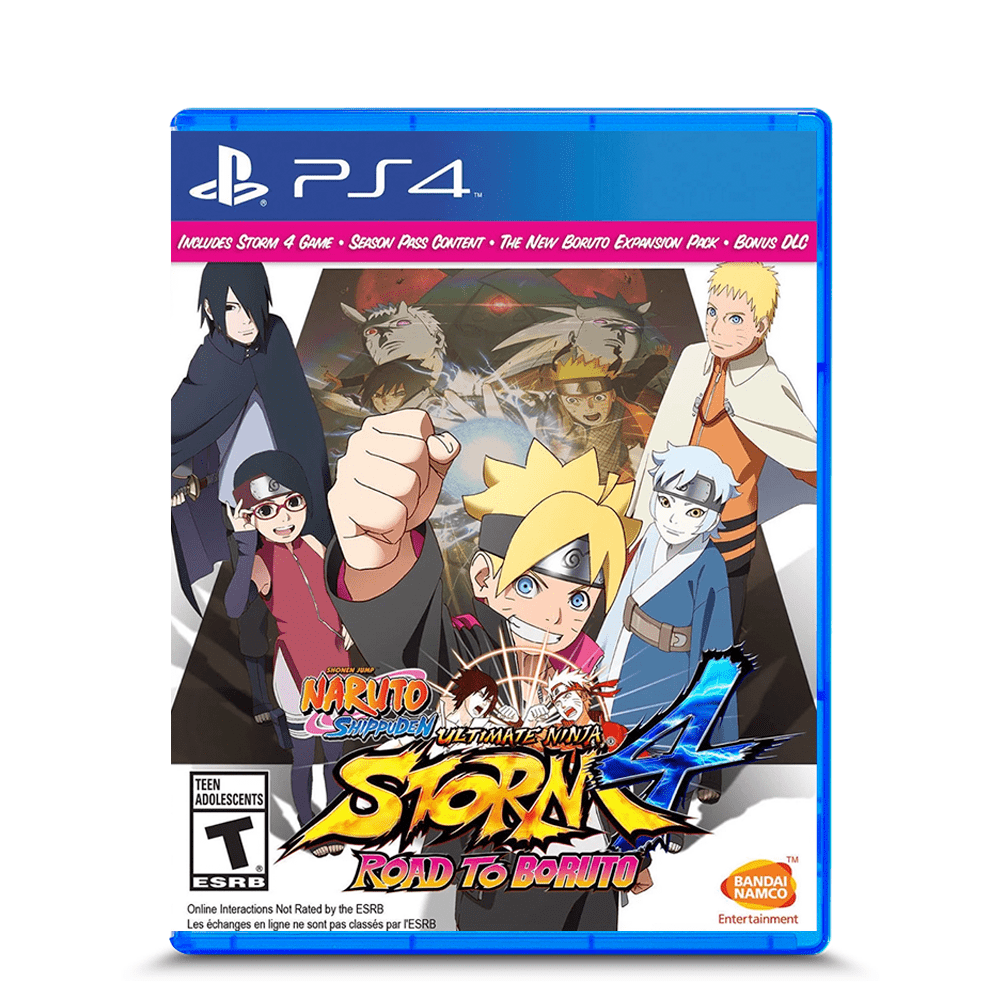 PS4™
INCLUDES STORM 4 GAME • SEASON PASS CONTENT • THE NEW BORUTO EXPANSION PACK • BONUS DLC
SHONEN JUMP
NARUTO
SHIPPUDEN
ULTIMATE NINJA®
STORM 4
ROAD TO BORUTO
TEEN
ADOLESCENTS
T
®
ESRB
Online Interactions Not Rated by the ESRB
Les échanges en ligne ne sont pas classés par l'ESRB
BANDAI
NAMCO
™
Entertainment